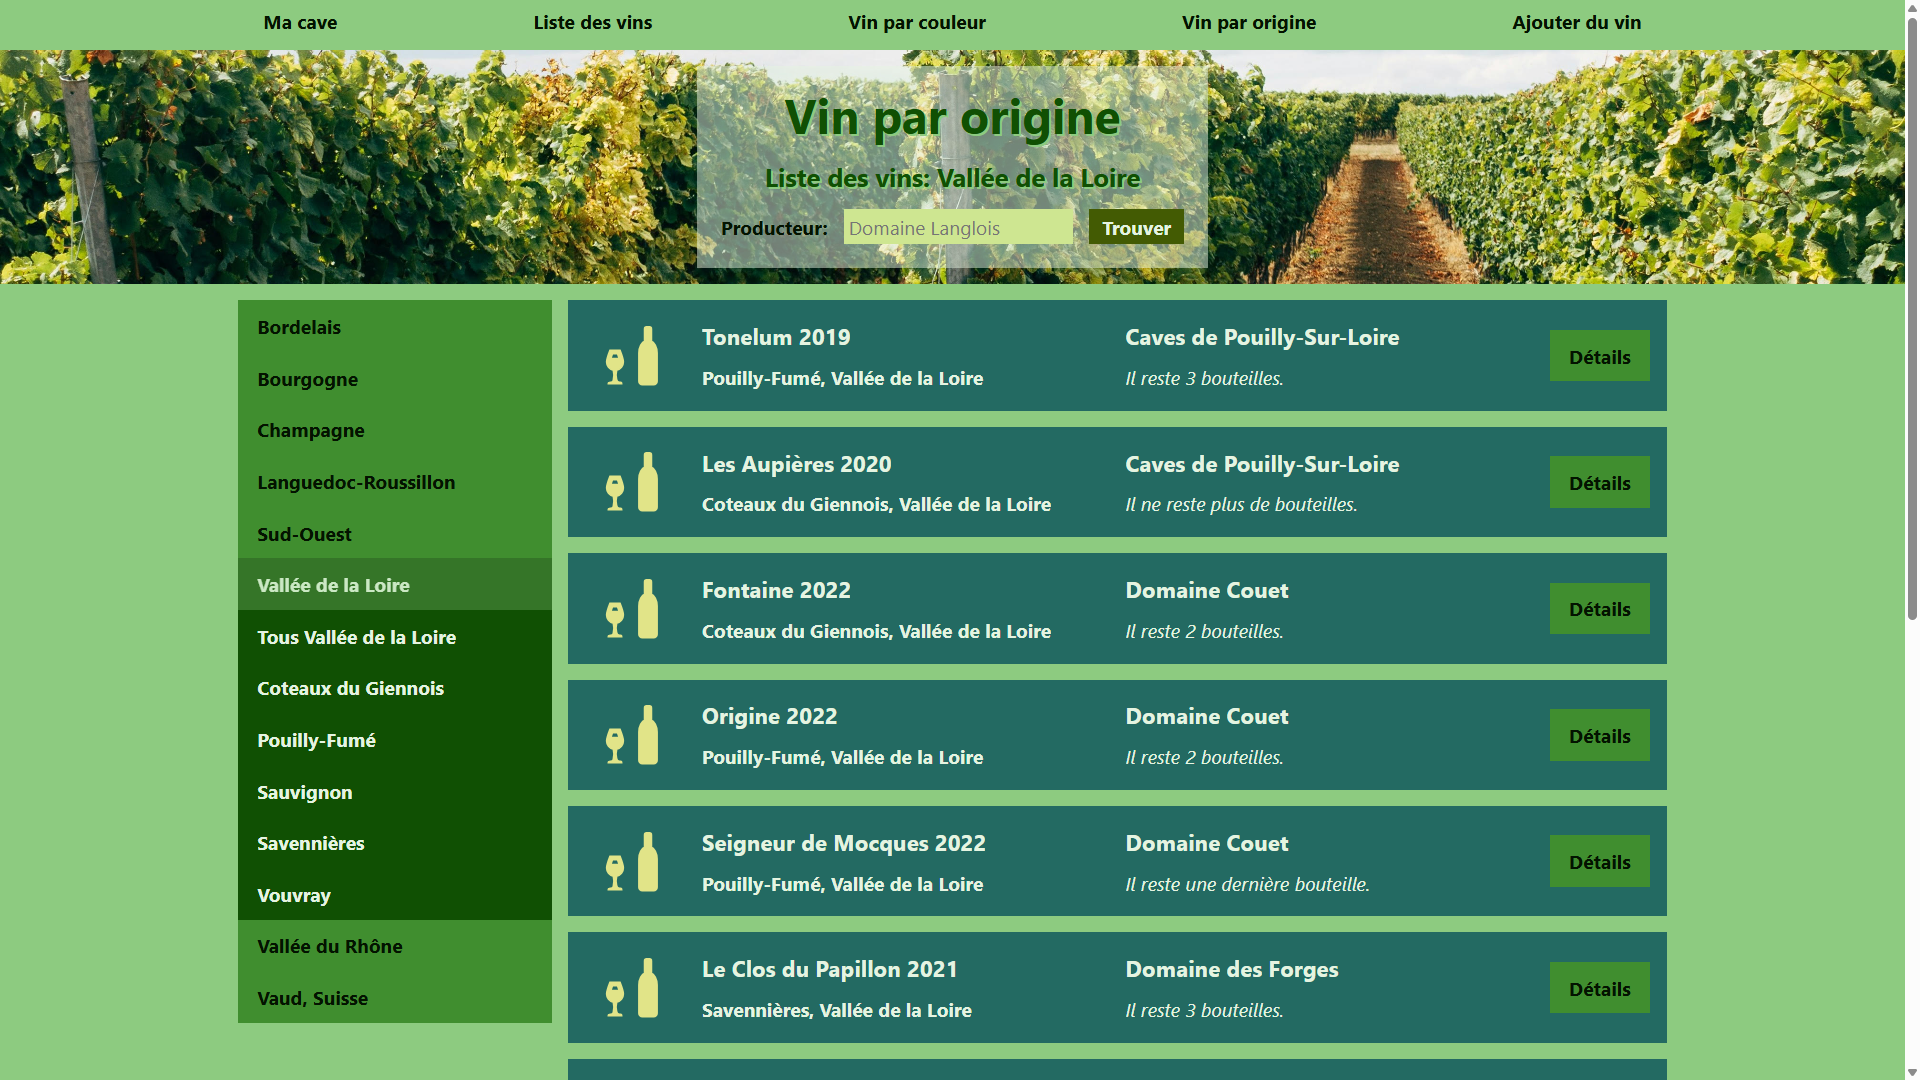 Ma cave
Liste des vins
Vin par couleur
Vin par origine
Ajouter du vin
Vin par origine
Liste des vins: Vallée de la Loire
Producteur: Domaine Langlois Trouver
Bordelais
Bourgogne
Champagne
Languedoc-Roussillon
Sud-Ouest
Vallée de la Loire
Tous Vallée de la Loire
Coteaux du Giennois
Pouilly-Fumé
Sauvignon
Savennières
Vouvray
Vallée du Rhône
Vaud, Suisse
Tonelum 2019
Pouilly-Fumé, Vallée de la Loire
Caves de Pouilly-Sur-Loire
Il reste 3 bouteilles.
Détails
Les Aupières 2020
Coteaux du Giennois, Vallée de la Loire
Caves de Pouilly-Sur-Loire
Il ne reste plus de bouteilles.
Détails
Fontaine 2022
Coteaux du Giennois, Vallée de la Loire
Domaine Couet
Il reste 2 bouteilles.
Détails
Origine 2022
Pouilly-Fumé, Vallée de la Loire
Domaine Couet
Il reste 2 bouteilles.
Détails
Seigneur de Mocques 2022
Pouilly-Fumé, Vallée de la Loire
Domaine Couet
Il reste une dernière bouteille.
Détails
Le Clos du Papillon 2021
Savennières, Vallée de la Loire
Domaine des Forges
Il reste 3 bouteilles.
Détails